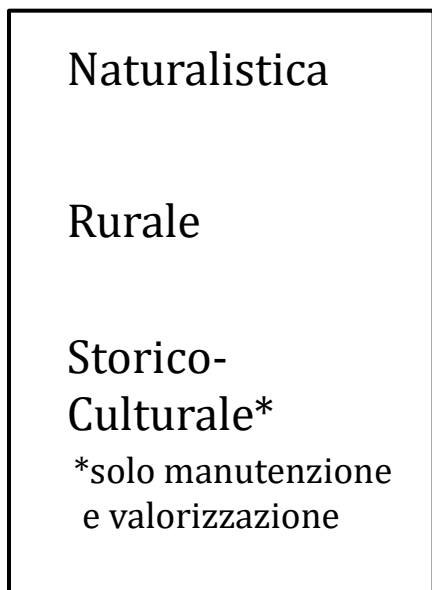 Naturalistica
Rurale
Storico-
Culturale*
*solo manutenzione
e valorizzazione